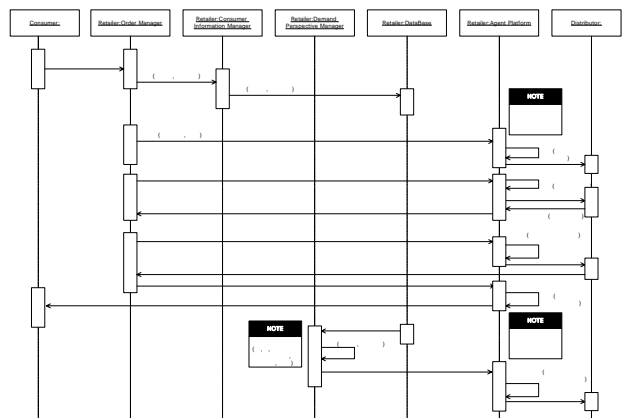 Consumer:
Retailer:Order Manager
Retailer:Consumer
Information Manager
Retailer:Demand
Perspective Manager
Retailer:DataBase
Retailer:Agent Platform
Distributor:
( , )
( , )
NOTE
( , )
(
)
(
( )
( )
(
)
NOTE
NOTE
( , )
( , ,
,
, )
(
)